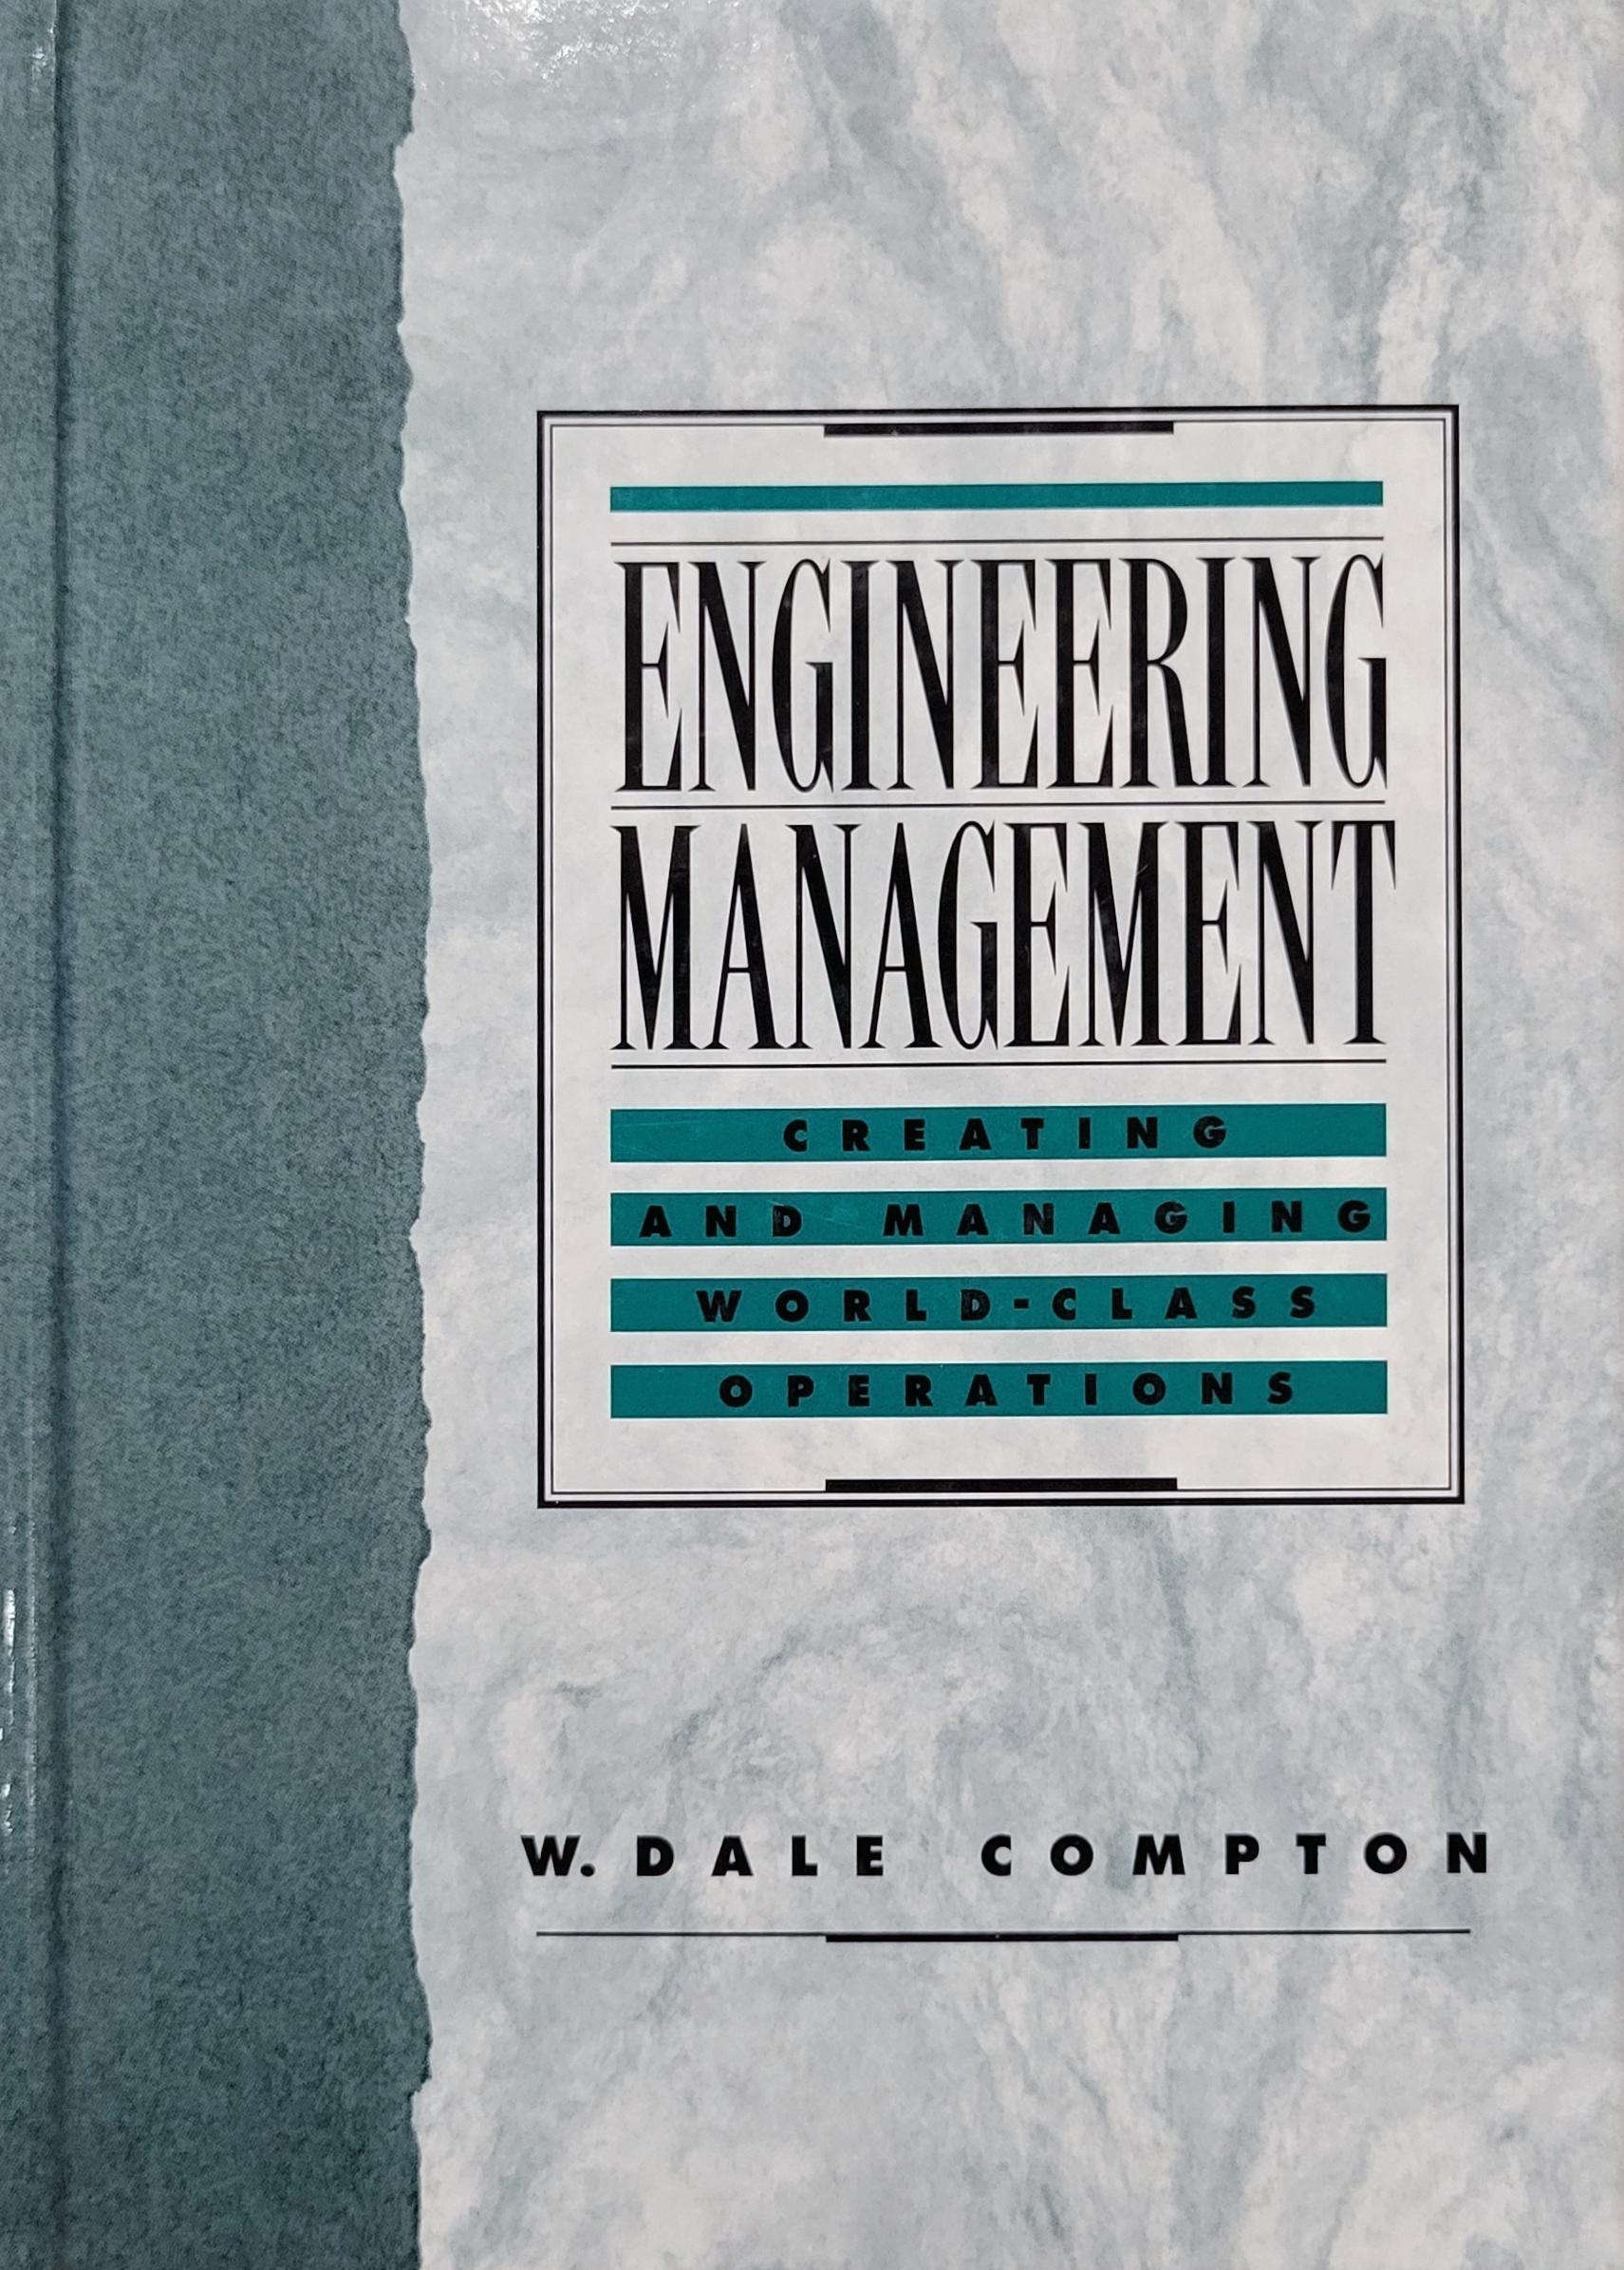 ENGINEERING
MANAGEMENT
CREATING
AND MANAGING
WORLD-CLASS
OPERATIONS
W. DALE COMPTON